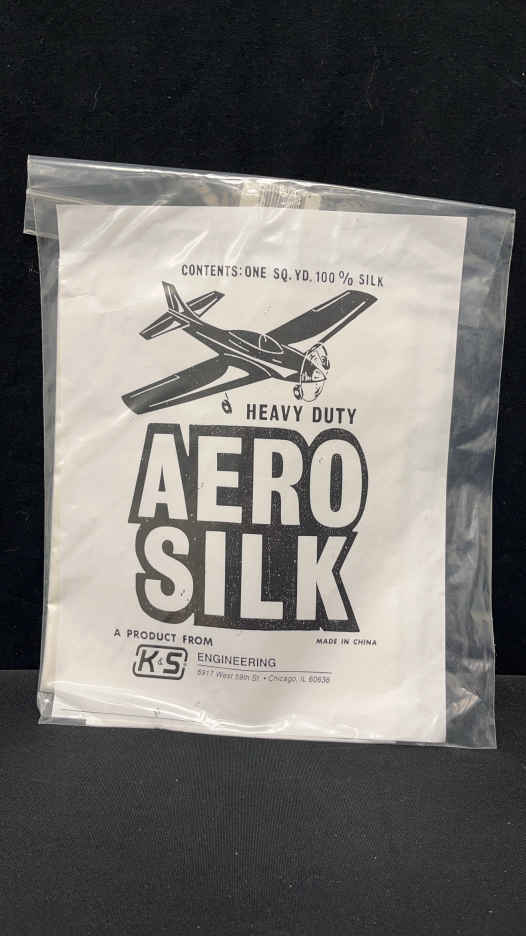 CONTENTS: ONE SQ. YD. 100% SILK
HEAVY DUTY
AERO
SILK
A PRODUCT FROM
MADE IN CHINA
K&S ENGINEERING
6917 West 59th St. • Chicago, IL 60638